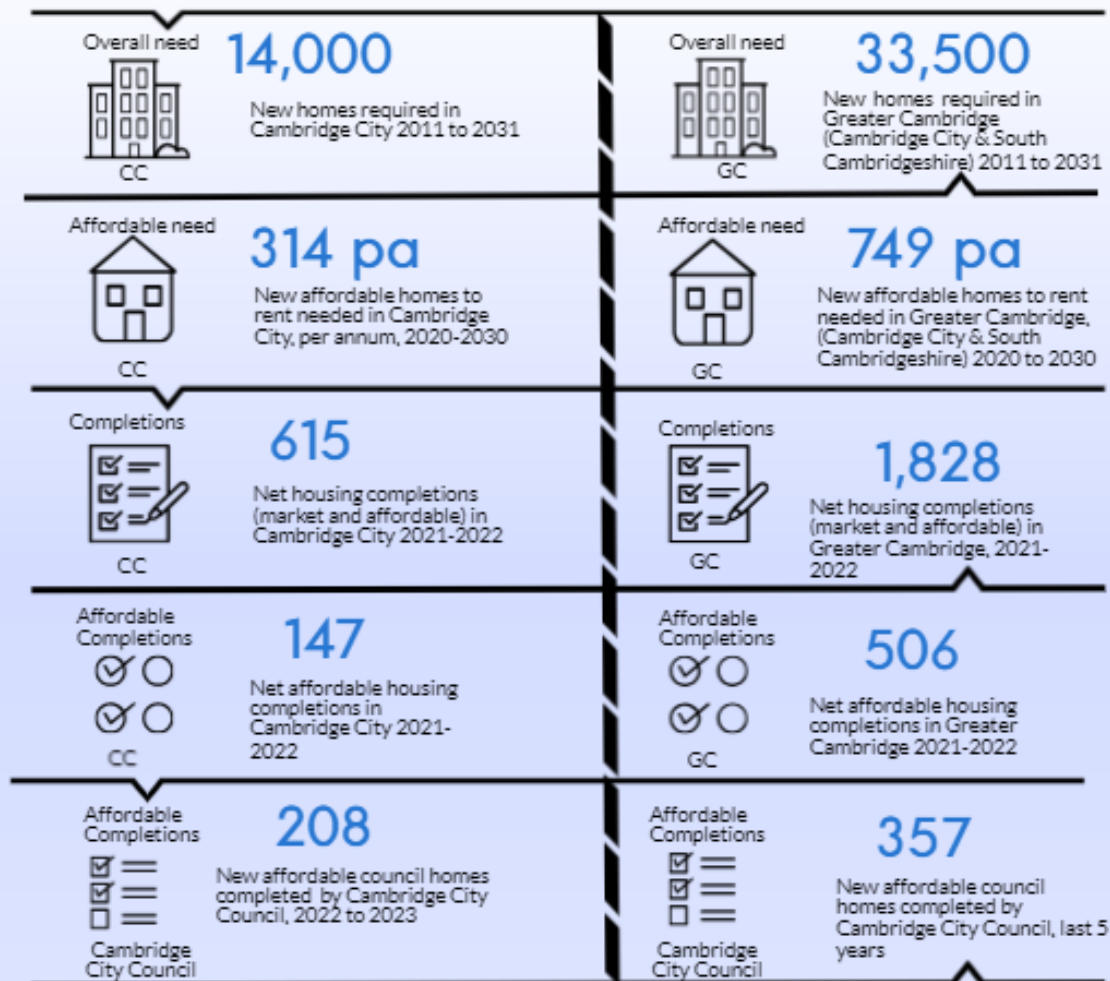 Overall need
14,000
New homes required in
Cambridge City 2011 to 2031
CC
Overall need
33,500
New homes required in
Greater Cambridge
(Cambridge City & South
Cambridgeshire) 2011 to 2031
GC
Affordable need
314 pa
New affordable homes to
rent needed in Cambridge
City, per annum, 2020-2030
CC
Affordable need
749 pa
New affordable homes to rent
needed in Greater Cambridge,
(Cambridge City & South
Cambridgeshire) 2020 to 2030
GC
Completions
615
Net housing completions
(market and affordable) in
Cambridge City 2021-2022
CC
Completions
1,828
Net housing completions
(market and affordable) in
Greater Cambridge, 2021-
2022
GC
Affordable
Completions
147
Net affordable housing
completions in
Cambridge City 2021-
2022
CC
Affordable
Completions
506
Net affordable housing
completions in Greater
Cambridge 2021-2022
GC
Affordable
Completions
208
New affordable council homes
completed by Cambridge City
Council, 2022 to 2023
Cambridge
City Council
Affordable
Completions
357
New affordable council
homes completed by
Cambridge City Council, last 5
years
Cambridge
City Council